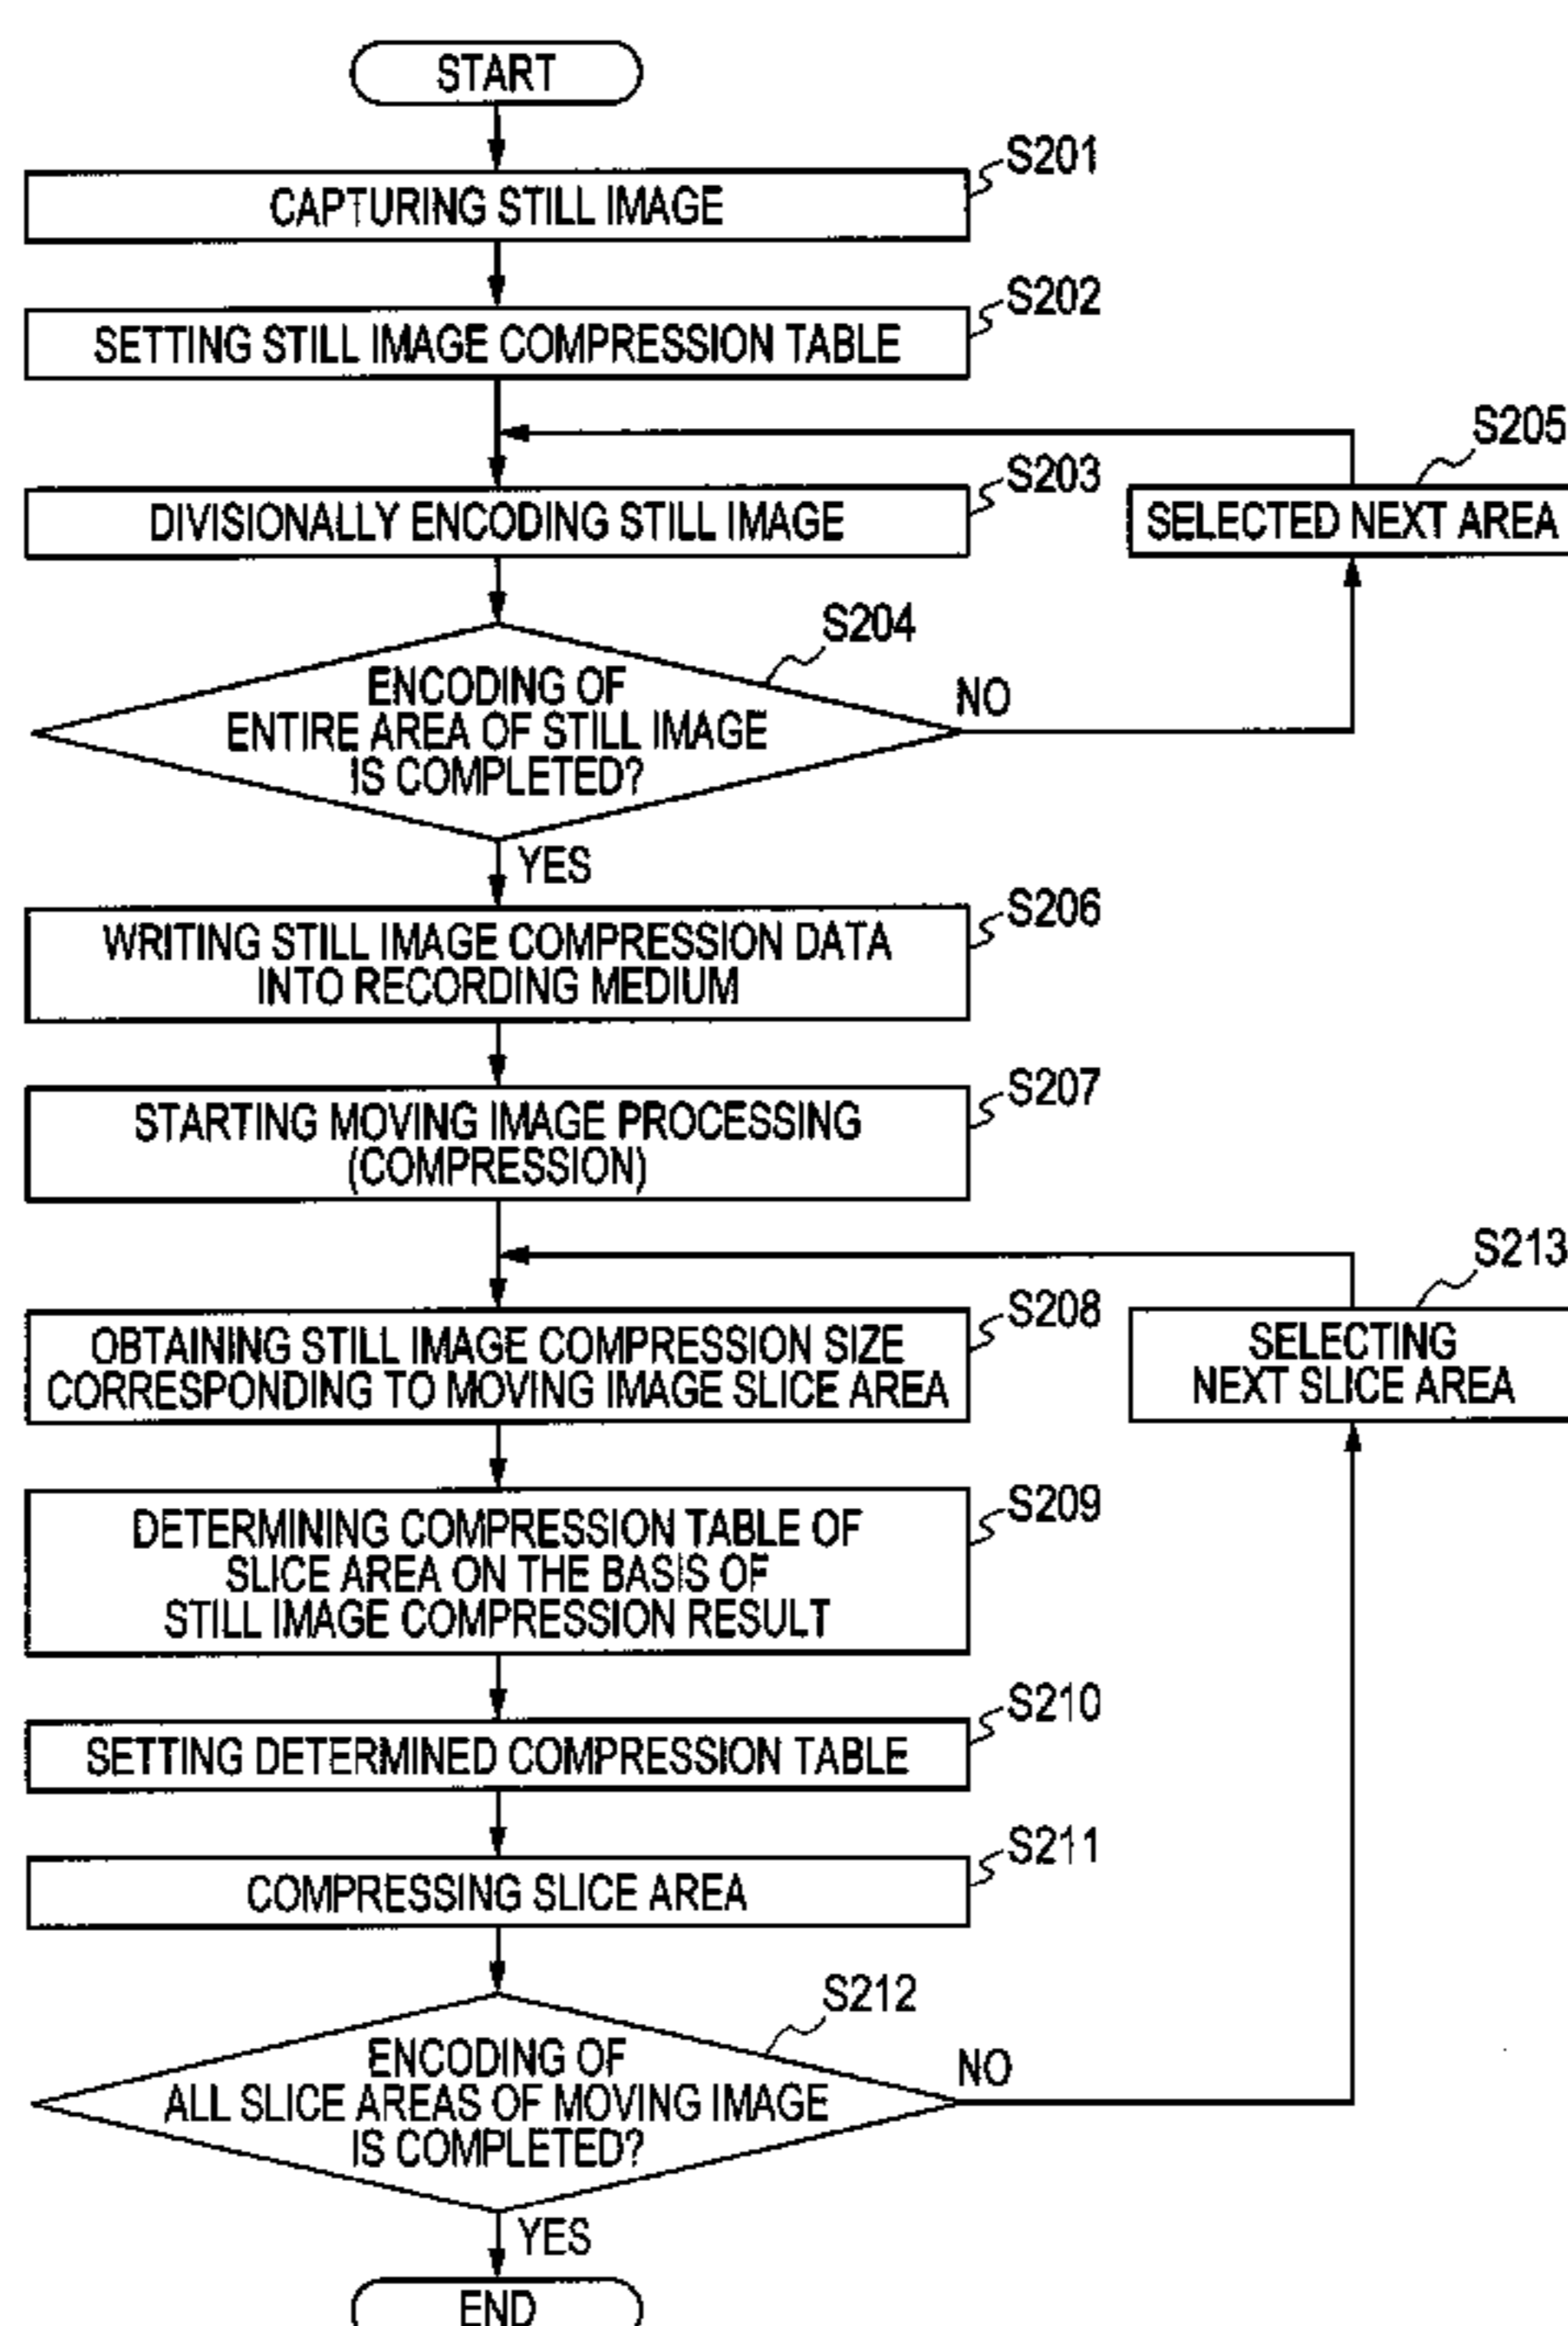 START
S201
CAPTURING STILL IMAGE
S202
SETTING STILL IMAGE COMPRESSION TABLE
S205
SELECTED NEXT AREA
S203
DIVISIONALLY ENCODING STILL IMAGE
S204
ENCODING OF
ENTIRE AREA OF STILL IMAGE
IS COMPLETED?
NO
YES
S206
WRITING STILL IMAGE COMPRESSION DATA
INTO RECORDING MEDIUM
S207
STARTING MOVING IMAGE PROCESSING
(COMPRESSION)
S213
SELECTING
NEXT SLICE AREA
S208
OBTAINING STILL IMAGE COMPRESSION SIZE
CORRESPONDING TO MOVING IMAGE SLICE AREA
S209
DETERMINING COMPRESSION TABLE OF
SLICE AREA ON THE BASIS OF
STILL IMAGE COMPRESSION RESULT
S210
SETTING DETERMINED COMPRESSION TABLE
S211
COMPRESSING SLICE AREA
S212
ENCODING OF
ALL SLICE AREAS OF MOVING IMAGE
IS COMPLETED?
NO
YES
END